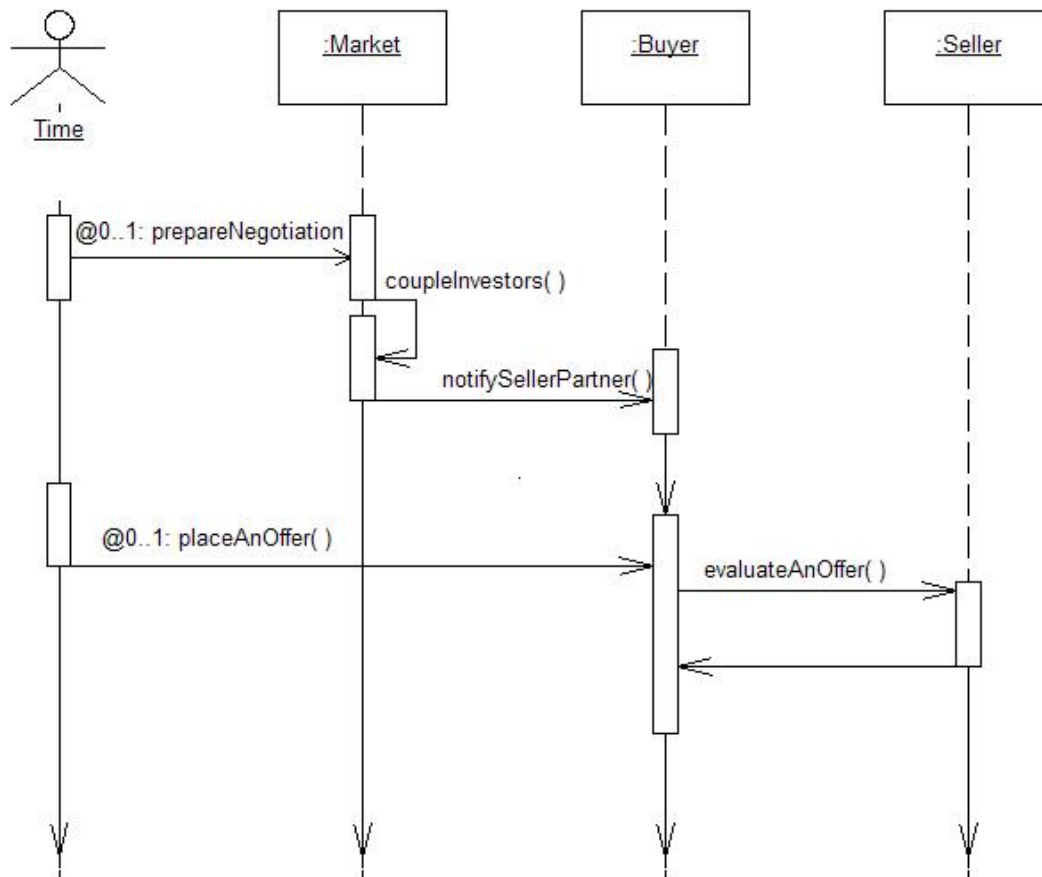 :Market
:Buyer
:Seller
Time
@0..1: prepareNegotiation
coupleInvestors( )
notifySellerPartner( )
@0..1: placeAnOffer( )
evaluateAnOffer( )